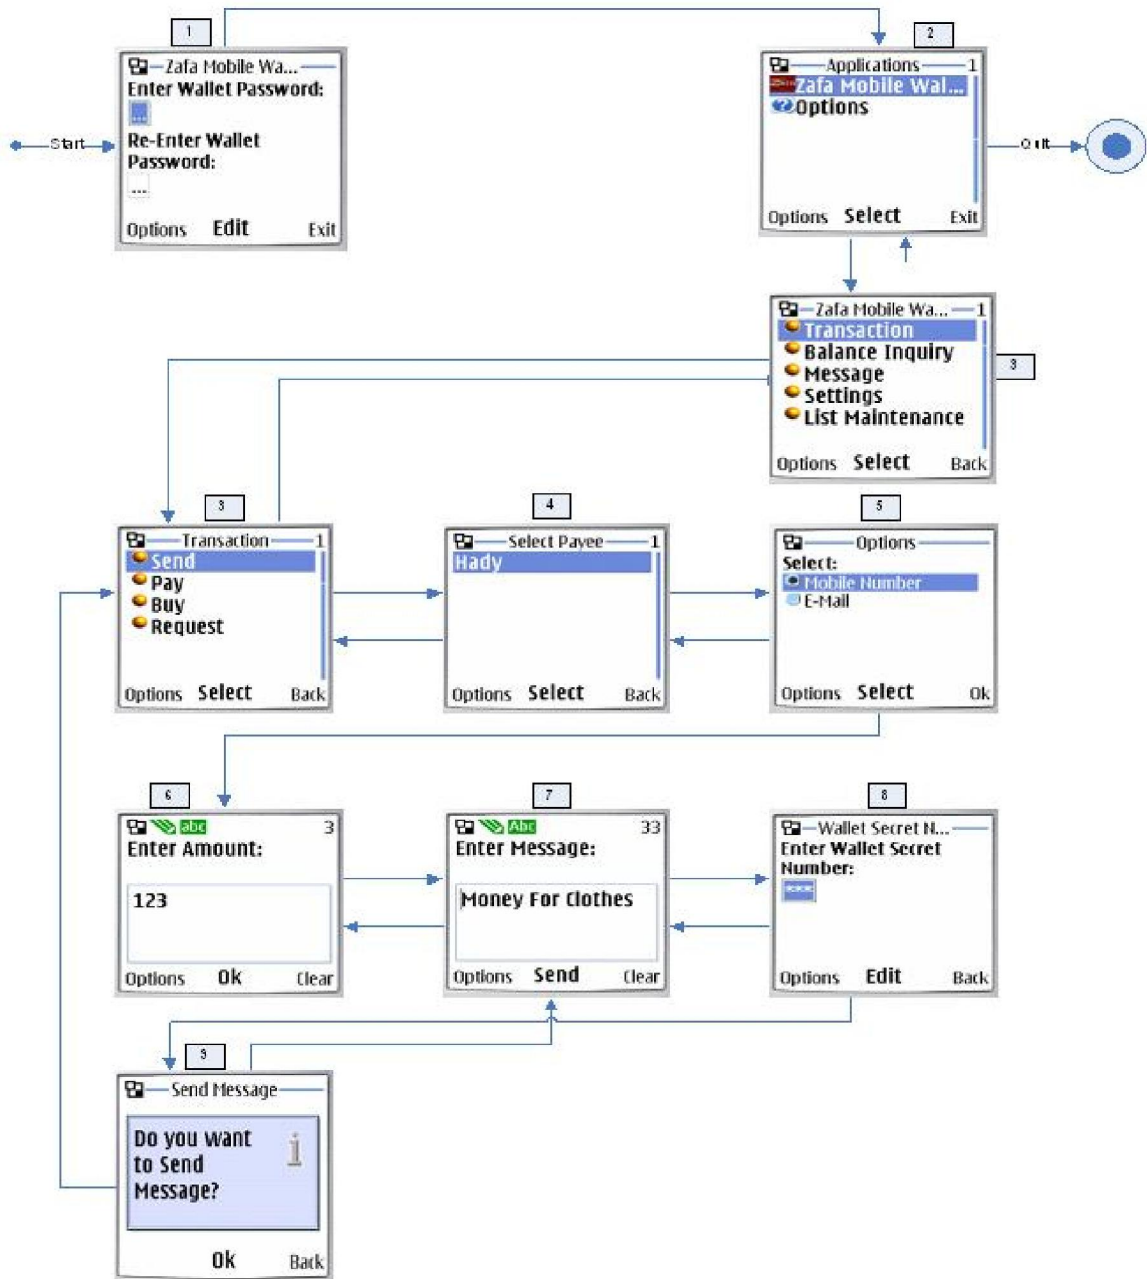 1
Zafa Mobile Wa...
Enter Wallet Password:
...
Re-Enter Wallet
Password:
...
Options Edit Exit
Start
2
Applications 1
Zafa Mobile Wal...
Options
Options Select Exit
Quit
Zafa Mobile Wa... 1
Transaction
Balance Inquiry
Message
Settings
List Maintenance
Options Select Back
3
3
Transaction 1
Send
Pay
Buy
Request
Options Select Back
4
Select Payee 1
Hady
Options Select Back
5
Options
Select:
Mobile Number
E-Mail
Options Select Ok
6
abc 3
Enter Amount:
123
Options Ok Clear
7
Abc 33
Enter Message:
Money For Clothes
Options Send Clear
8
Wallet Secret N...
Enter Wallet Secret
Number:
***
Options Edit Back
9
Send Message
Do you want
to Send
Message?
Ok Back